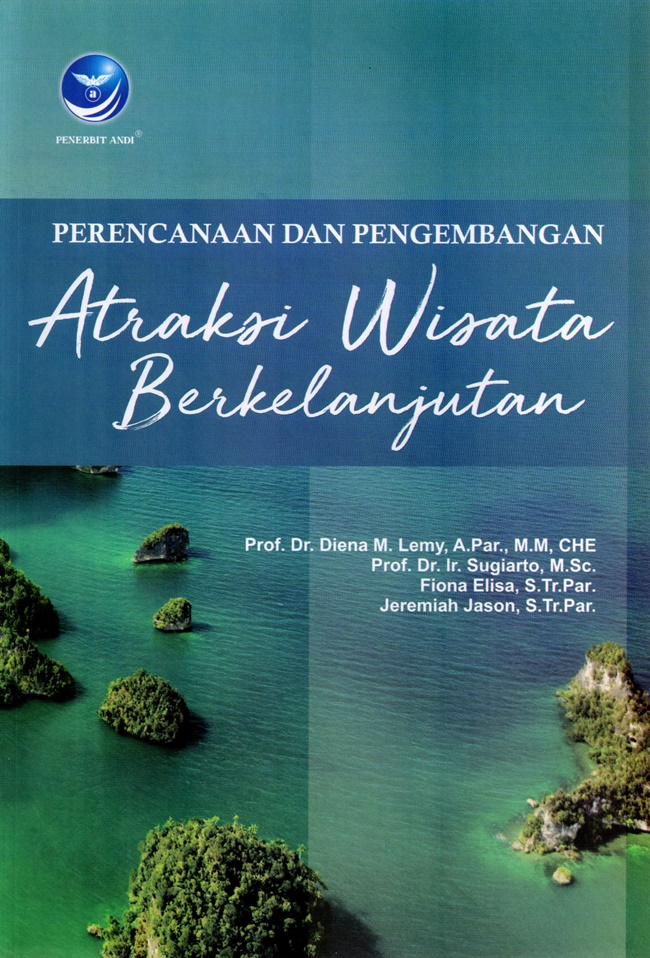 a
PENERBIT ANDI®
PERENCANAAN DAN PENGEMBANGAN
Atraksi Wisata
Berkelanjutan
Prof. Dr. Diena M. Lemy, A.Par., M.M, CHE
Prof. Dr. Ir. Sugiarto, M.Sc.
Fiona Elisa, S.Tr.Par.
Jeremiah Jason, S.Tr.Par.